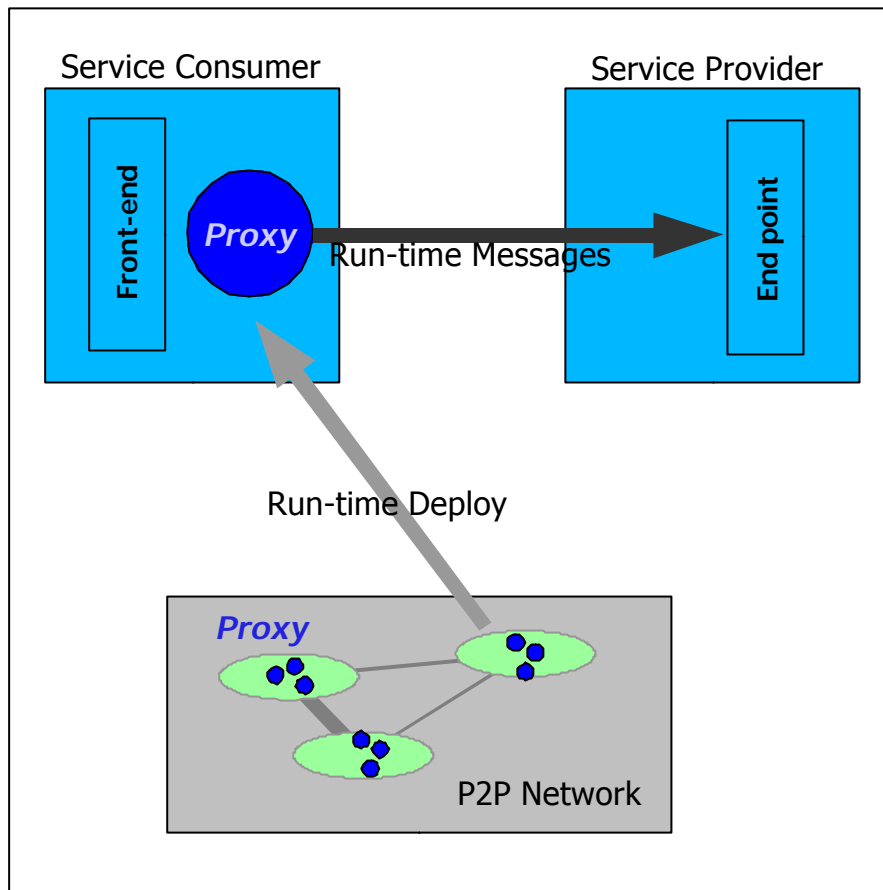 Service Consumer
Service Provider
Front-end
Proxy
Run-time Messages
End point
Run-time Deploy
Proxy
P2P Network